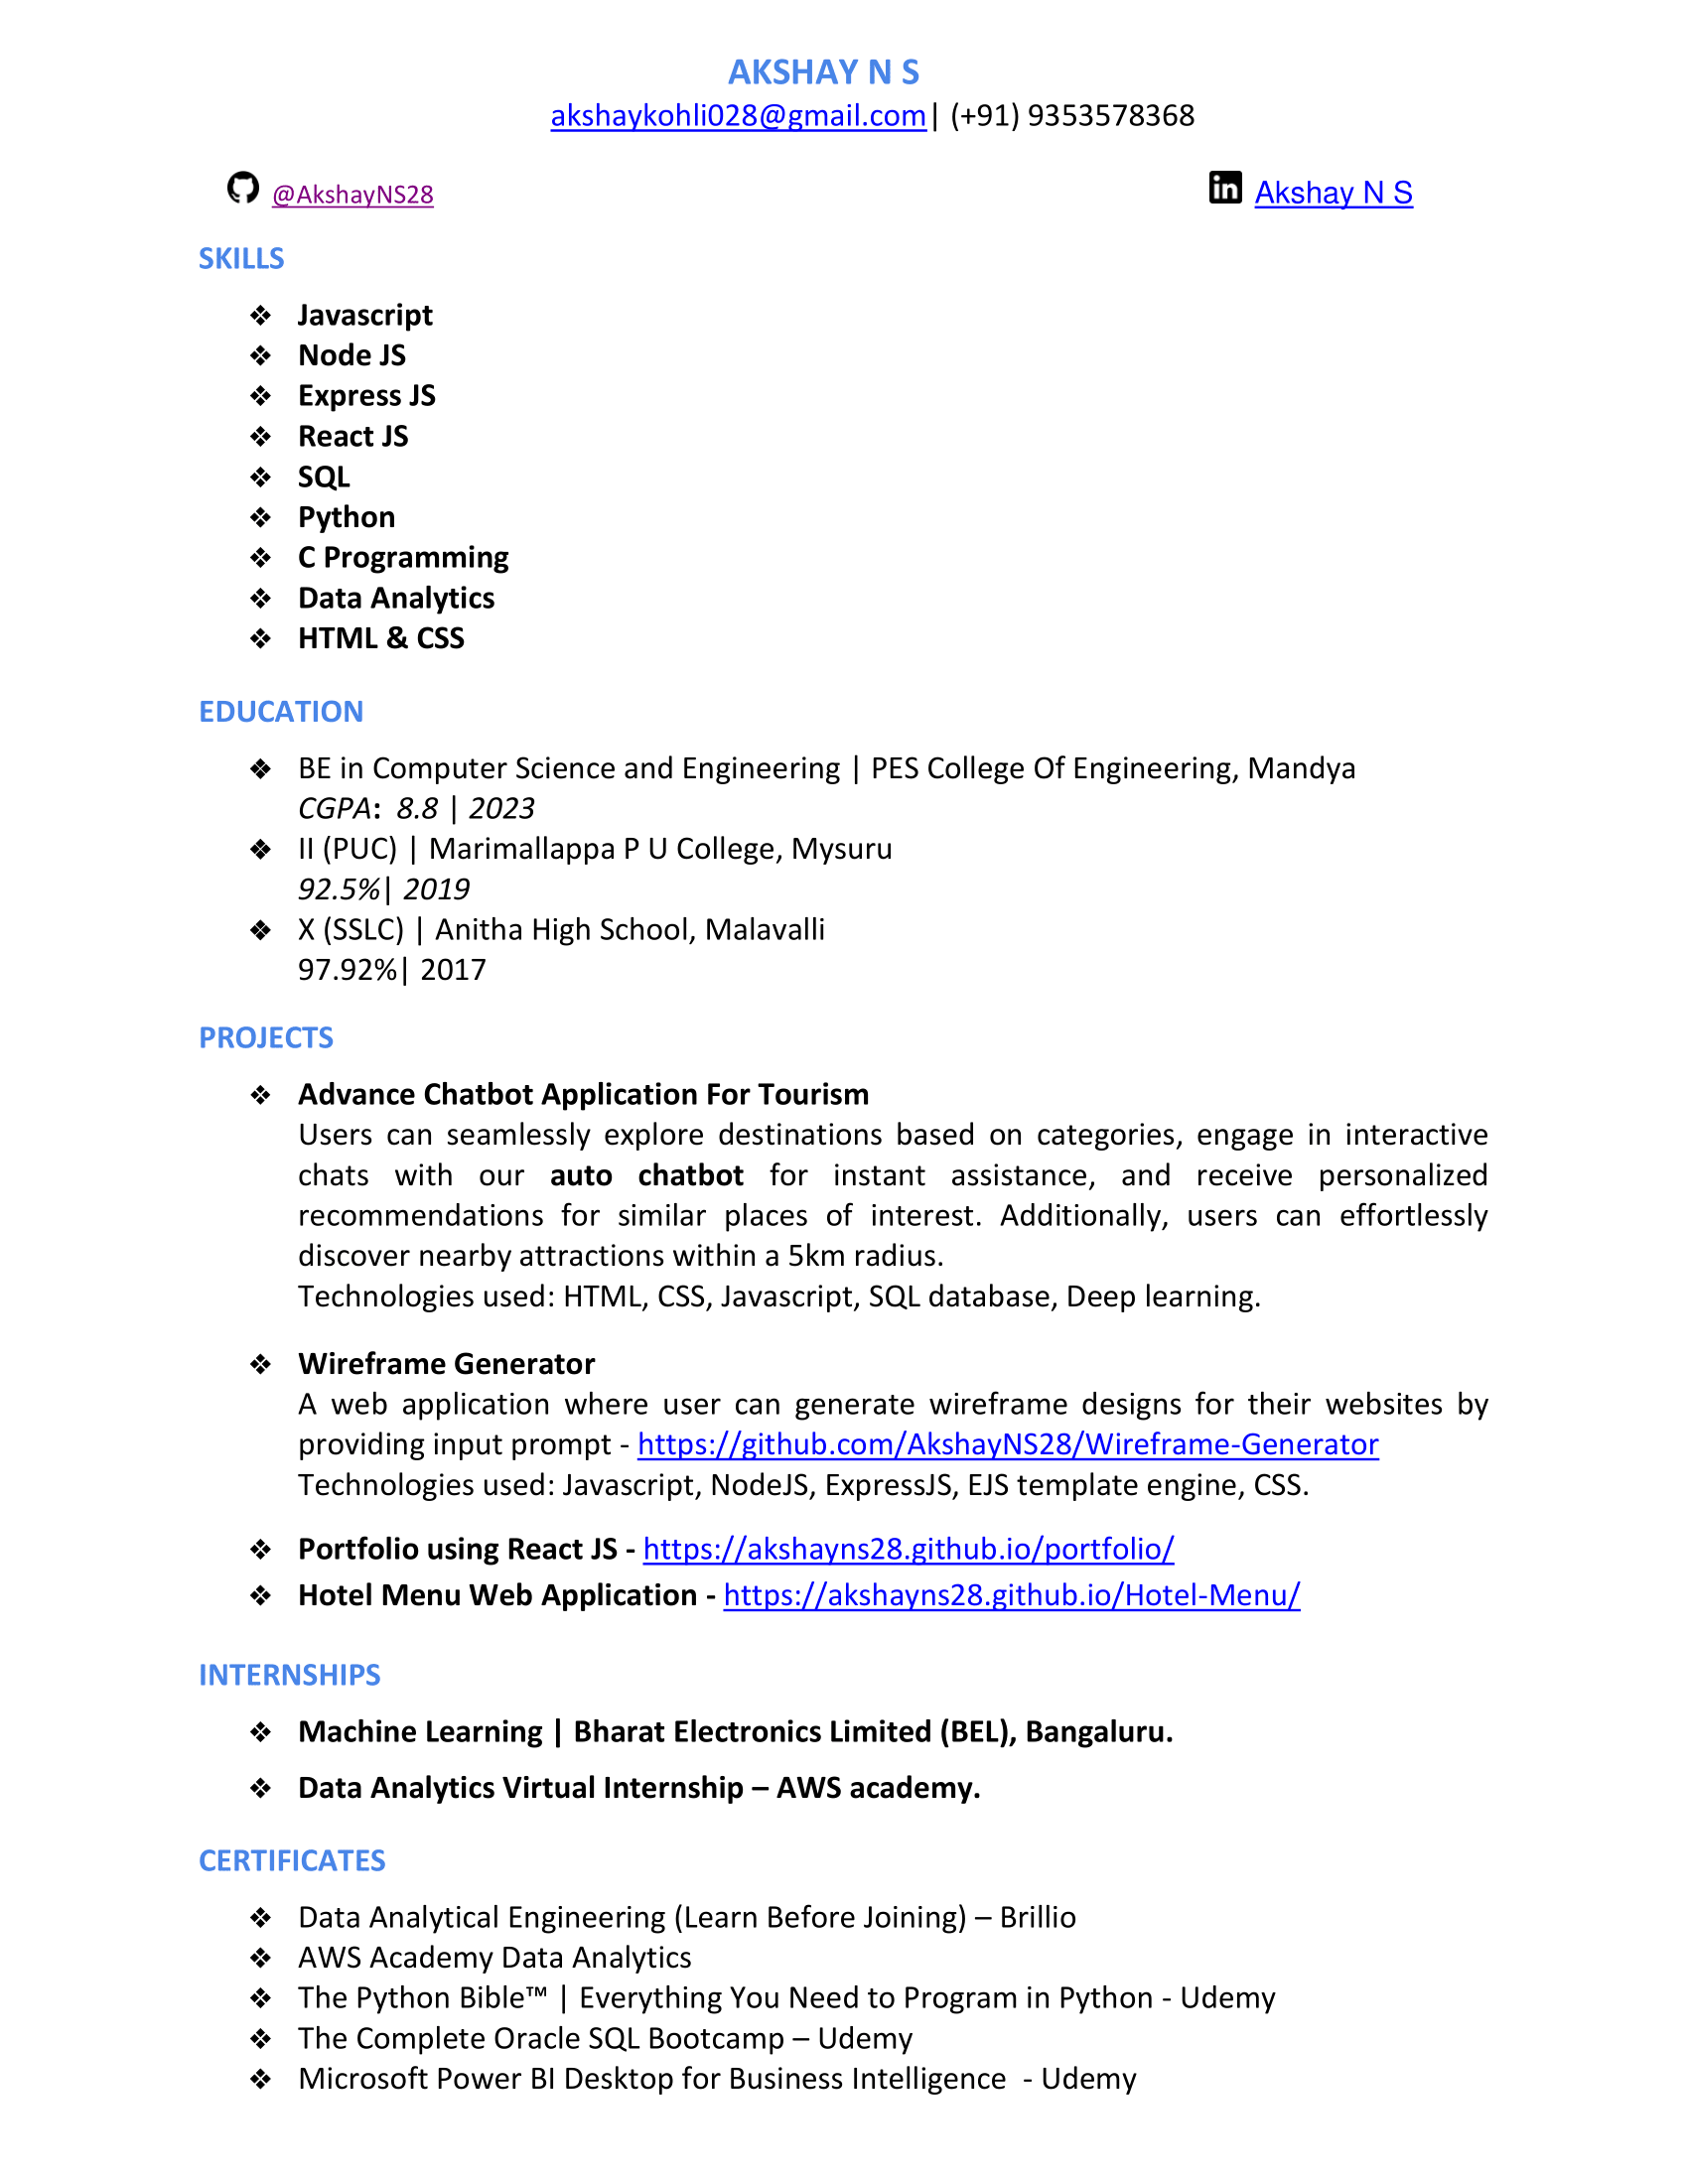 AKSHAY N S
akshaykohli028@gmail.com| (+91) 9353578368
@AkshayNS28 in Akshay N S
SKILLS
❖ Javascript
❖ Node JS
❖ Express JS
❖ React JS
❖ SQL
❖ Python
❖ C Programming
❖ Data Analytics
❖ HTML & CSS
EDUCATION
❖ BE in Computer Science and Engineering | PES College Of Engineering, Mandya
CGPA: 8.8 | 2023
❖ II (PUC) | Marimallappa P U College, Mysuru
92.5%| 2019
❖ X (SSLC) | Anitha High School, Malavalli
97.92%| 2017
PROJECTS
❖ Advance Chatbot Application For Tourism
Users can seamlessly explore destinations based on categories, engage in interactive
chats with our auto chatbot for instant assistance, and receive personalized
recommendations for similar places of interest. Additionally, users can effortlessly
discover nearby attractions within a 5km radius.
Technologies used: HTML, CSS, Javascript, SQL database, Deep learning.
❖ Wireframe Generator
A web application where user can generate wireframe designs for their websites by
providing input prompt - https://github.com/AkshayNS28/Wireframe-Generator
Technologies used: Javascript, NodeJS, ExpressJS, EJS template engine, CSS.
❖ Portfolio using React JS - https://akshayns28.github.io/portfolio/
❖ Hotel Menu Web Application - https://akshayns28.github.io/Hotel-Menu/
INTERNSHIPS
❖ Machine Learning | Bharat Electronics Limited (BEL), Bangaluru.
❖ Data Analytics Virtual Internship – AWS academy.
CERTIFICATES
❖ Data Analytical Engineering (Learn Before Joining) – Brillio
❖ AWS Academy Data Analytics
❖ The Python Bible™ | Everything You Need to Program in Python - Udemy
❖ The Complete Oracle SQL Bootcamp – Udemy
❖ Microsoft Power BI Desktop for Business Intelligence  - Udemy